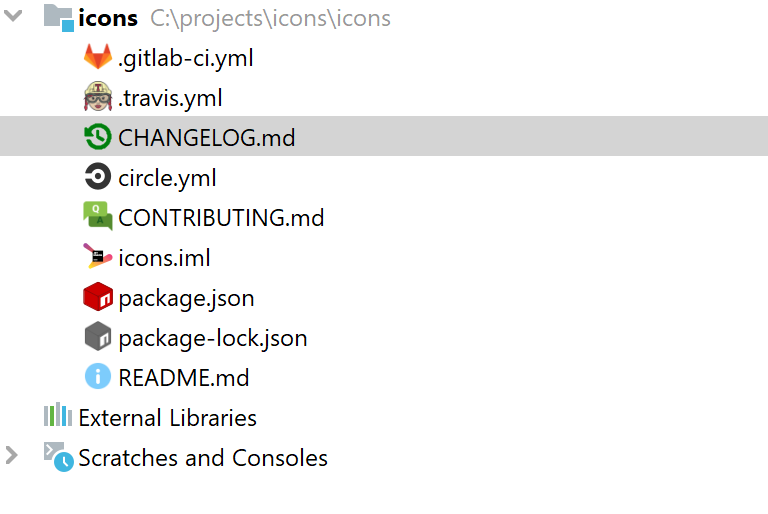 icons C:\projects\icons\icons
.gitlab-ci.yml
.travis.yml
CHANGELOG.md
circle.yml
CONTRIBUTING.md
icons.iml
package.json
package-lock.json
README.md
External Libraries
Scratches and Consoles